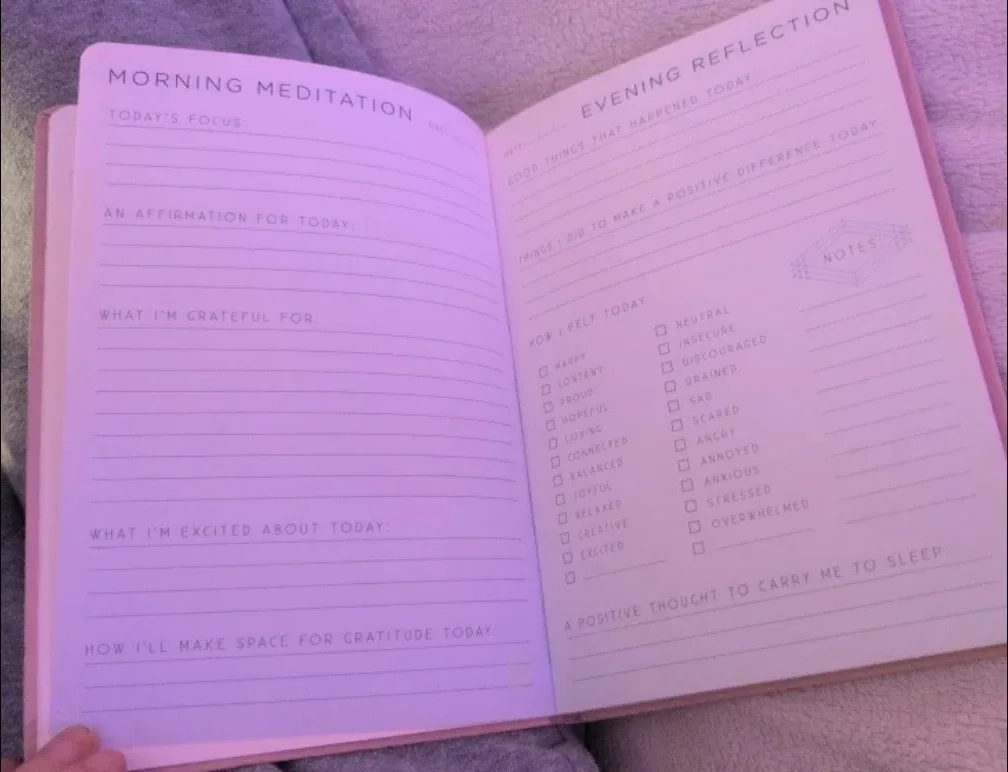 MORNING MEDITATION
TODAY'S FOCUS:
AN AFFIRMATION FOR TODAY:
WHAT I'M GRATEFUL FOR:
WHAT I'M EXCITED ABOUT TODAY:
HOW I'LL MAKE SPACE FOR GRATITUDE TODAY:
EVENING REFLECTION
DATE
GOOD THINGS THAT HAPPENED TODAY:
THINGS I DID TO MAKE A POSITIVE DIFFERENCE TODAY:
HOW I FELT TODAY
HAPPY
CONTENT
PROUD
HOPEFUL
LOVING
CONNECTED
BALANCED
JOYFUL
RELAXED
CREATIVE
EXCITED
NEUTRAL
INSECURE
DISCOURAGED
DRAINED
SAD
SCARED
ANGRY
ANNOYED
ANXIOUS
STRESSED
OVERWHELMED
NOTES
A POSITIVE THOUGHT TO CARRY ME TO SLEEP: